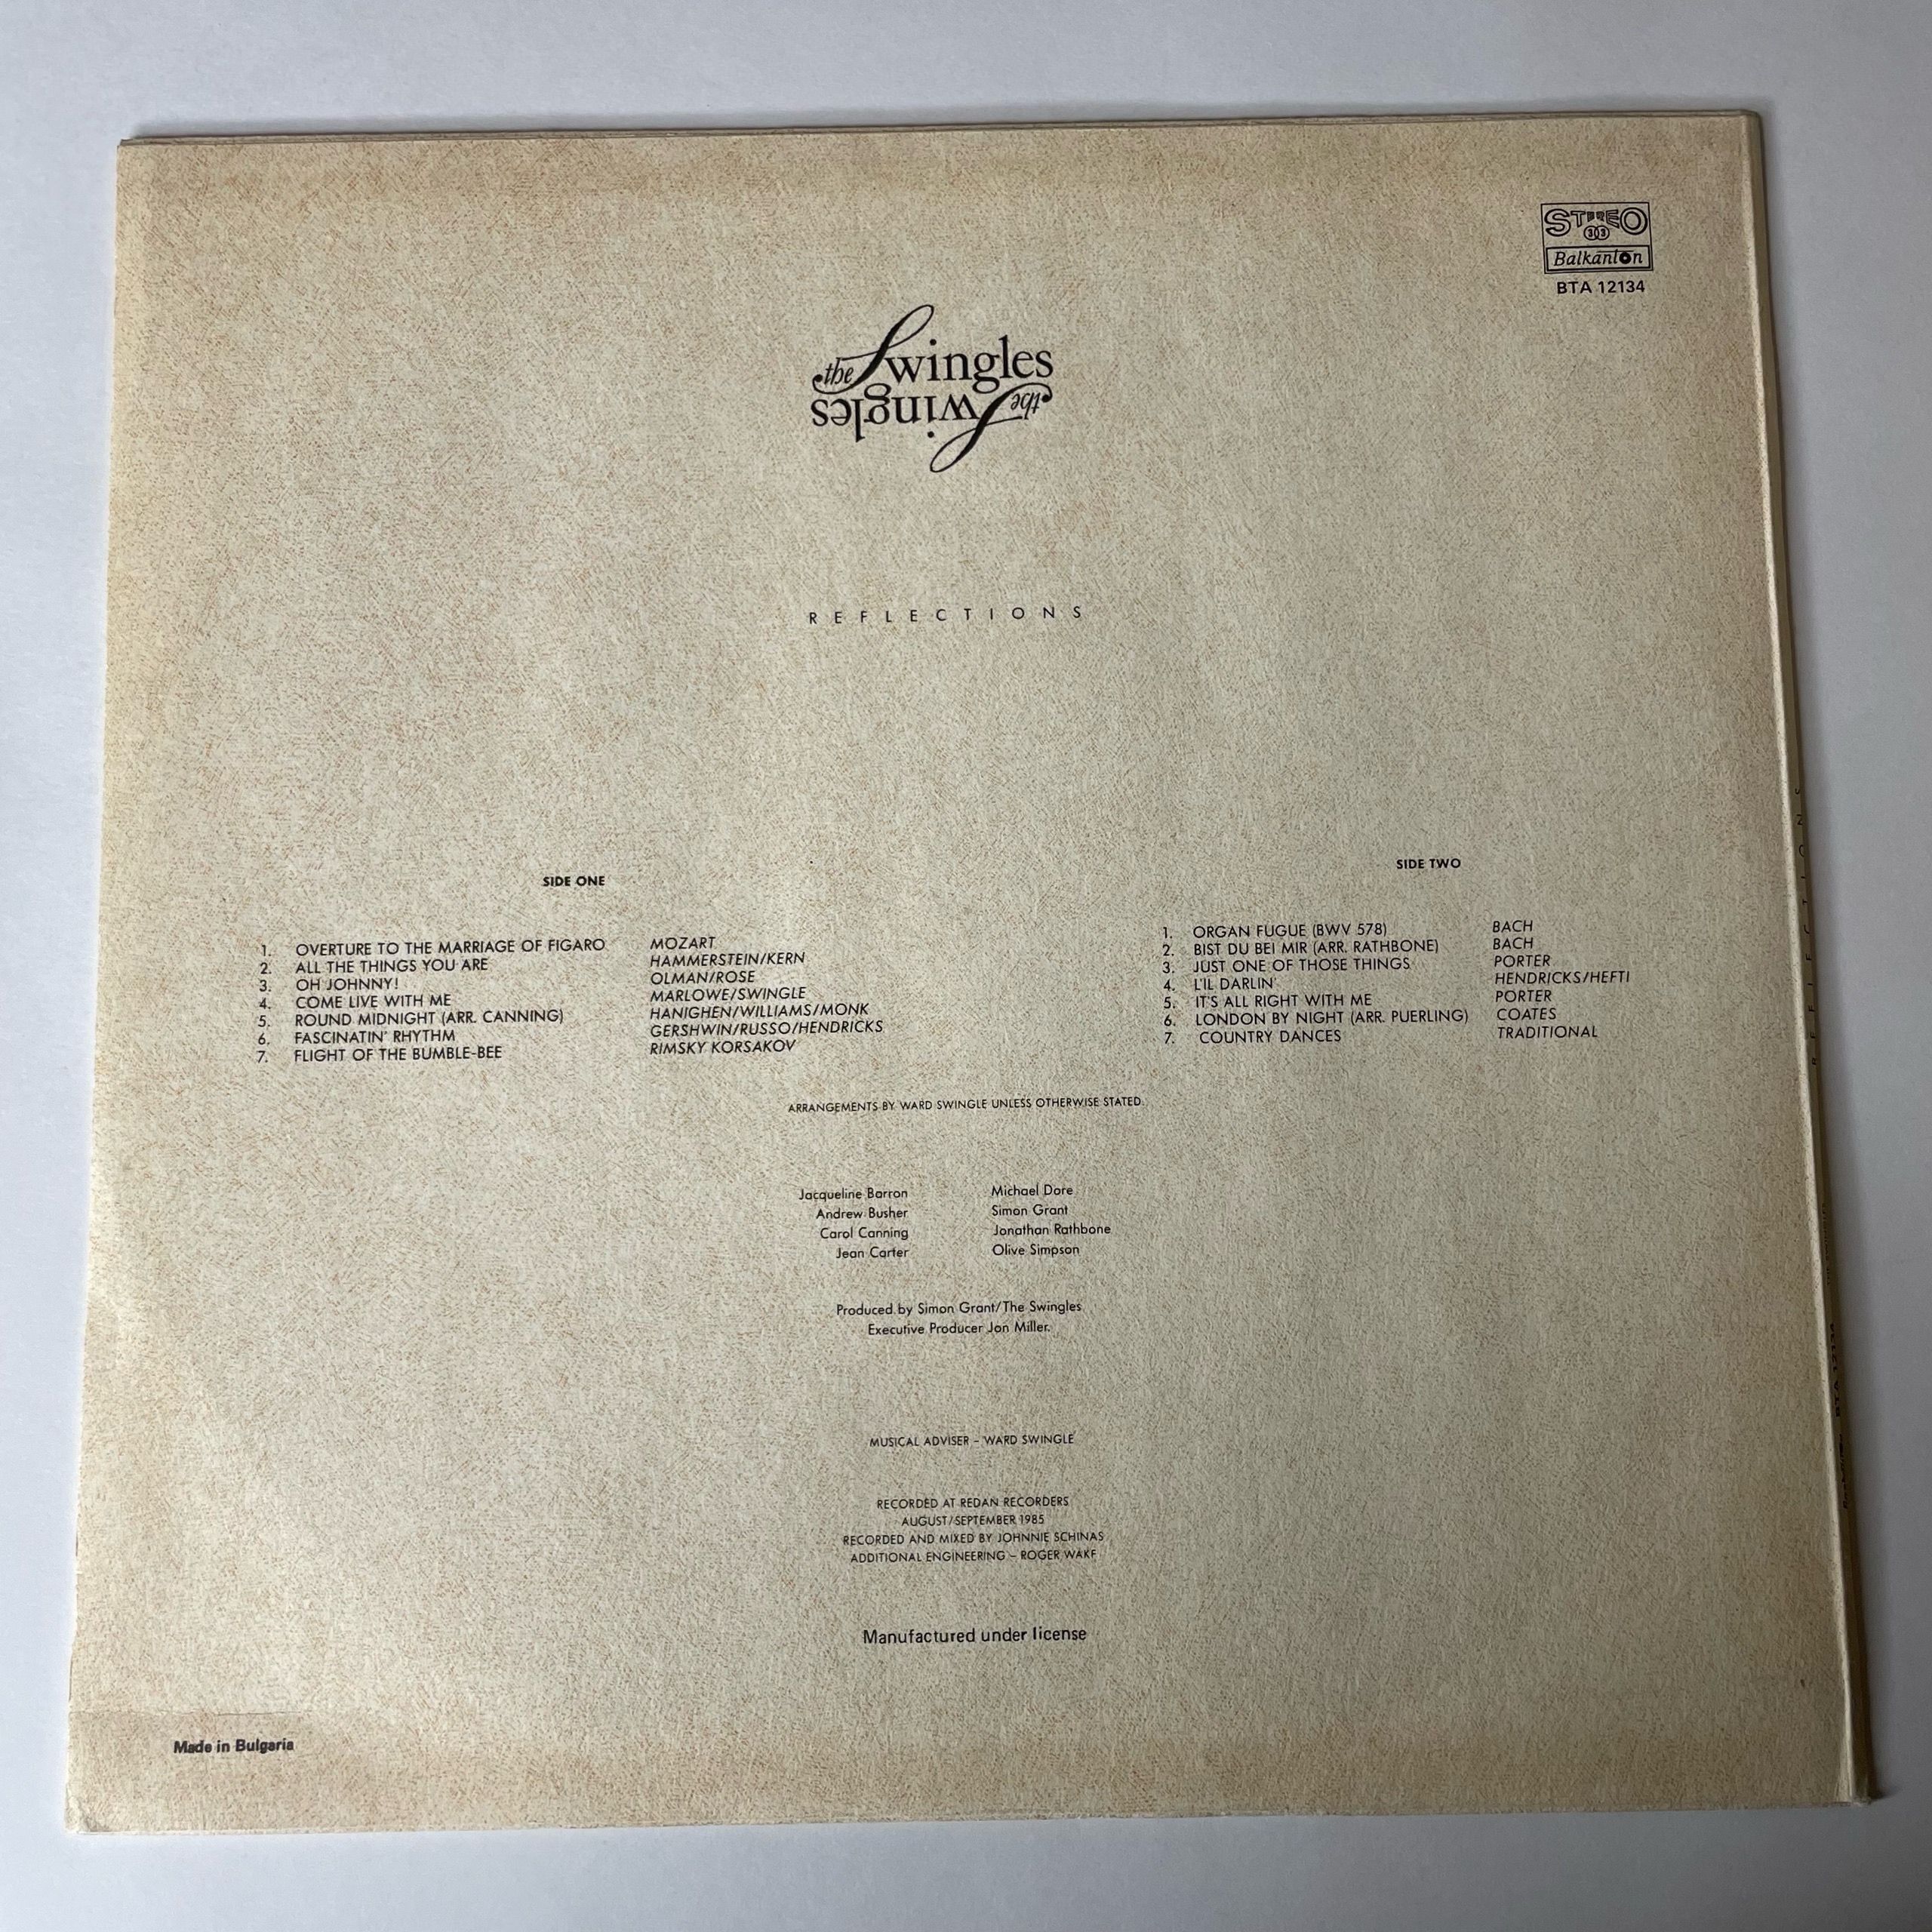 STEREO
33
Balkanton
BTA 12134
the Swingles
the Swingles
REFLECTIONS
SIDE ONE
1. OVERTURE TO THE MARRIAGE OF FIGARO MOZART
2. ALL THE THINGS YOU ARE HAMMERSTEIN/KERN
3. OH JOHNNY! OLMAN/ROSE
4. COME LIVE WITH ME MARLOWE/SWINGLE
5. ROUND MIDNIGHT (ARR. CANNING) HANIGHEN/WILLIAMS/MONK
6. FASCINATIN' RHYTHM GERSHWIN/RUSSO/HENDRICKS
7. FLIGHT OF THE BUMBLE-BEE RIMSKY KORSAKOV
SIDE TWO
1. ORGAN FUGUE (BWV 578) BACH
2. BIST DU BEI MIR (ARR. RATHBONE) BACH
3. JUST ONE OF THOSE THINGS PORTER
4. L'IL DARLIN' HENDRICKS/HEFTI
5. IT'S ALL RIGHT WITH ME PORTER
6. LONDON BY NIGHT (ARR. PUERLING) COATES
7. COUNTRY DANCES TRADITIONAL
ARRANGEMENTS BY WARD SWINGLE UNLESS OTHERWISE STATED.
Jacqueline Barron Michael Dore
Andrew Busher Simon Grant
Carol Canning Jonathan Rathbone
Jean Carter Olive Simpson
Produced by Simon Grant/The Swingles
Executive Producer Jon Miller.
MUSICAL ADVISER – WARD SWINGLE
RECORDED AT REDAN RECORDERS
AUGUST/SEPTEMBER 1985
RECORDED AND MIXED BY JOHNNIE SCHINAS
ADDITIONAL ENGINEERING – ROGER WAKE
Manufactured under license
Made in Bulgaria
REFLECTIONS
BTA 12134